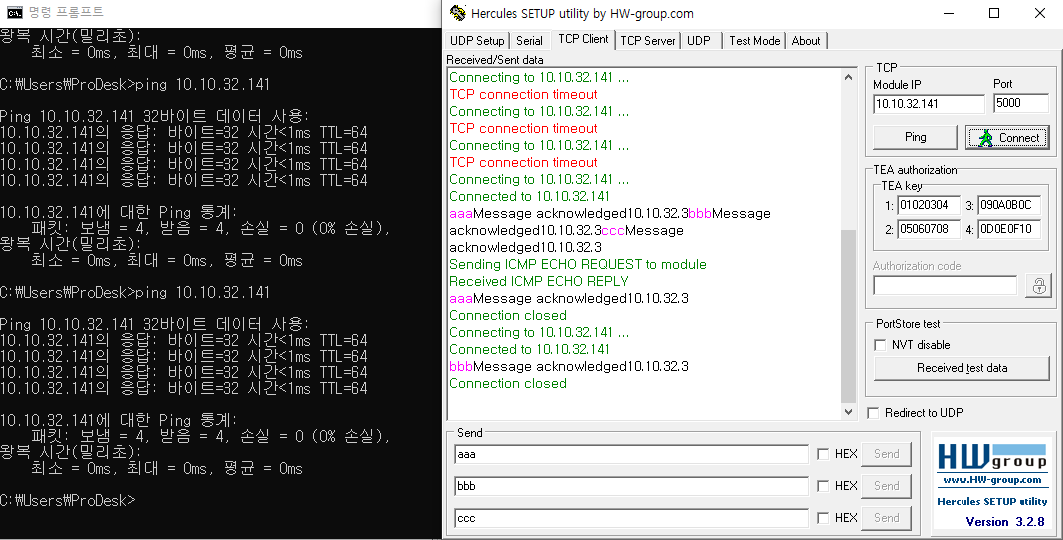 명령 프롬프트
왕복 시간(밀리초):
최소 = 0ms, 최대 = 0ms, 평균 = 0ms
C:\Users\ProDesk>ping 10.10.32.141
Ping 10.10.32.141 32바이트 데이터 사용:
10.10.32.141의 응답: 바이트=32 시간<1ms TTL=64
10.10.32.141의 응답: 바이트=32 시간<1ms TTL=64
10.10.32.141의 응답: 바이트=32 시간<1ms TTL=64
10.10.32.141의 응답: 바이트=32 시간<1ms TTL=64
10.10.32.141에 대한 Ping 통계:
패킷: 보냄 = 4, 받음 = 4, 손실 = 0 (0% 손실),
왕복 시간(밀리초):
최소 = 0ms, 최대 = 0ms, 평균 = 0ms
C:\Users\ProDesk>ping 10.10.32.141
Ping 10.10.32.141 32바이트 데이터 사용:
10.10.32.141의 응답: 바이트=32 시간<1ms TTL=64
10.10.32.141의 응답: 바이트=32 시간<1ms TTL=64
10.10.32.141의 응답: 바이트=32 시간<1ms TTL=64
10.10.32.141의 응답: 바이트=32 시간<1ms TTL=64
10.10.32.141에 대한 Ping 통계:
패킷: 보냄 = 4, 받음 = 4, 손실 = 0 (0% 손실),
왕복 시간(밀리초):
최소 = 0ms, 최대 = 0ms, 평균 = 0ms
C:\Users\ProDesk>
Hercules SETUP utility by HW-group.com
UDP Setup Serial TCP Client TCP Server UDP Test Mode About
Received/Sent data
Connecting to 10.10.32.141 ...
TCP connection timeout
Connecting to 10.10.32.141 ...
TCP connection timeout
Connecting to 10.10.32.141 ...
TCP connection timeout
Connecting to 10.10.32.141 ...
Connected to 10.10.32.141
aaaMessage acknowledged10.10.32.3bbbMessage
acknowledged10.10.32.3cccMessage
acknowledged10.10.32.3
Sending ICMP ECHO REQUEST to module
Received ICMP ECHO REPLY
aaaMessage acknowledged10.10.32.3
Connection closed
Connecting to 10.10.32.141 ...
Connected to 10.10.32.141
bbbMessage acknowledged10.10.32.3
Connection closed
Send
aaa HEX Send
bbb HEX Send
ccc HEX Send
TCP
Module IP Port
10.10.32.141 5000
Ping Connect
TEA authorization
TEA key
1: 01020304 3: 090A0B0C
2: 05060708 4: 0D0E0F10
Authorization code
PortStore test
NVT disable
Received test data
Redirect to UDP
HWgroup
www.HW-group.com
Hercules SETUP utility
Version 3.2.8